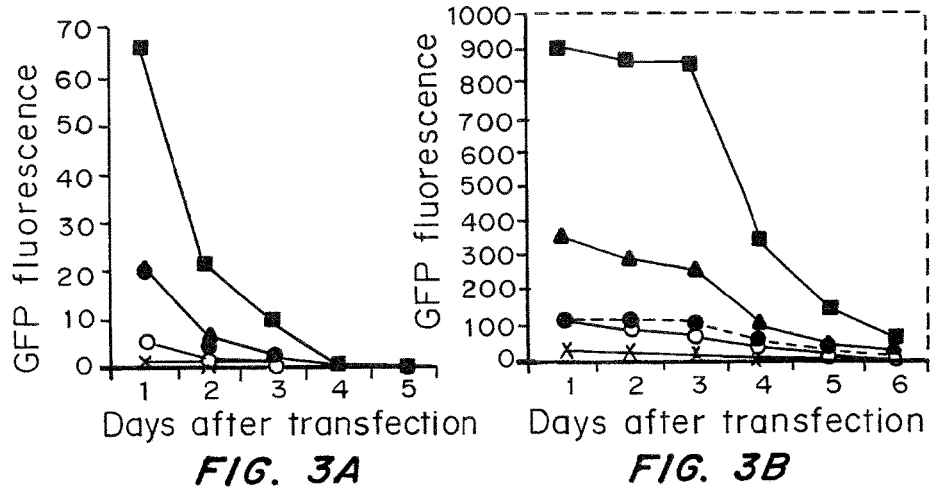 70
60
50
40
30
20
10
0
GFP fluorescence
1 2 3 4 5
Days after transfection
FIG. 3A
1000
900
800
700
600
500
400
300
200
100
0
GFP fluorescence
1 2 3 4 5 6
Days after transfection
FIG. 3B